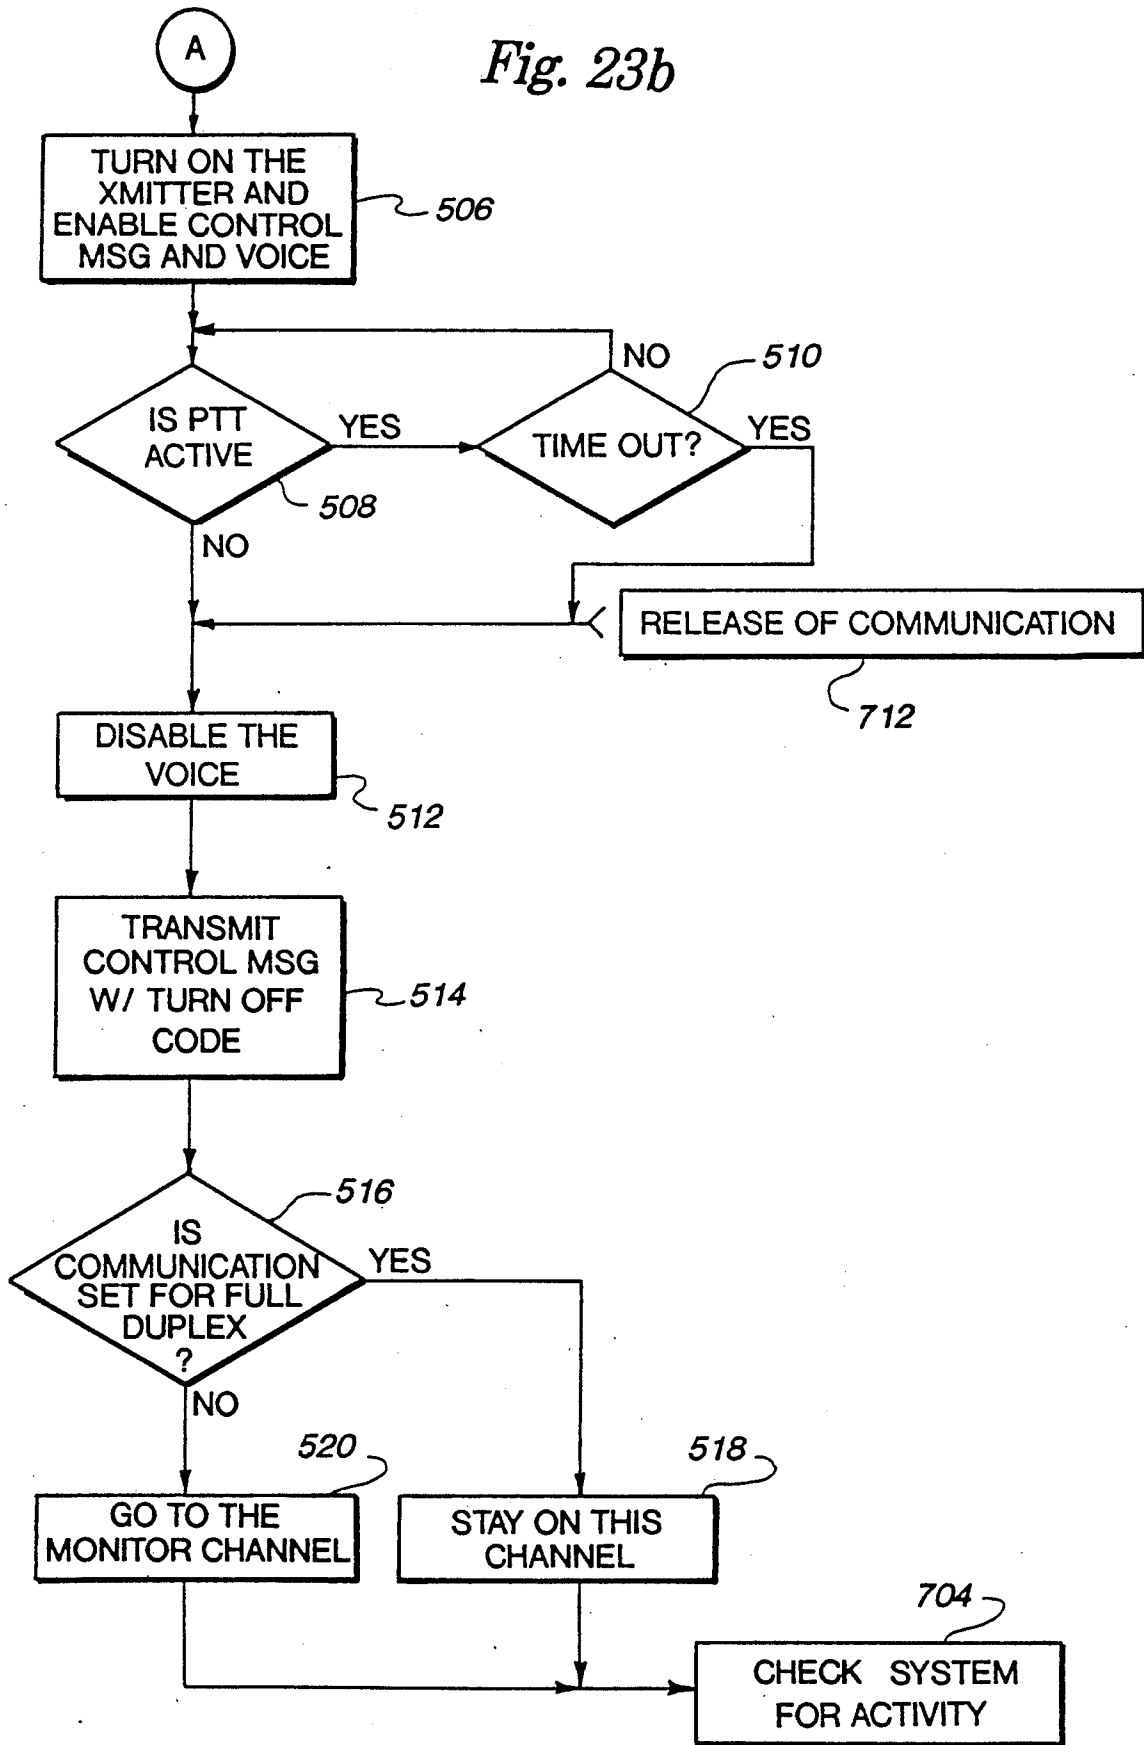 A
Fig. 23b
TURN ON THE
XMITTER AND
ENABLE CONTROL
MSG AND VOICE
506
NO
510
IS PTT
ACTIVE
YES
TIME OUT?
YES
508
NO
RELEASE OF COMMUNICATION
712
DISABLE THE
VOICE
512
TRANSMIT
CONTROL MSG
W/ TURN OFF
CODE
514
516
IS
COMMUNICATION
SET FOR FULL
DUPLEX
?
YES
NO
520
518
GO TO THE
MONITOR CHANNEL
STAY ON THIS
CHANNEL
704
CHECK SYSTEM
FOR ACTIVITY